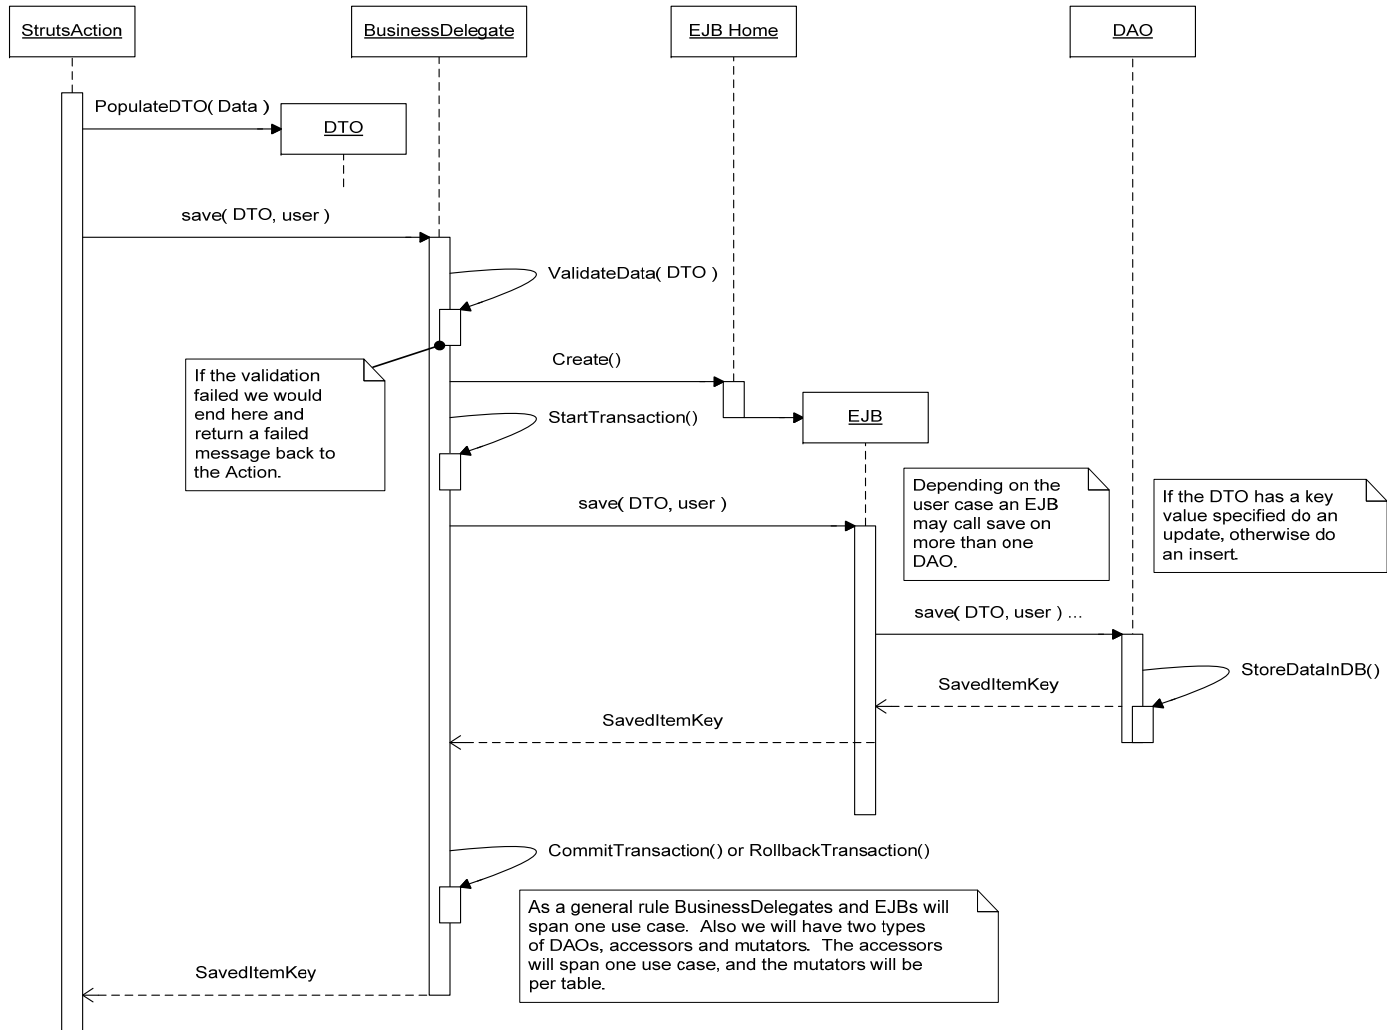 StrutsAction
BusinessDelegate
EJB Home
DAO
PopulateDTO( Data )
DTO
save( DTO, user )
ValidateData( DTO )
If the validation
failed we would
end here and
return a failed
message back to
the Action.
Create()
StartTransaction()
EJB
save( DTO, user )
Depending on the
user case an EJB
may call save on
more than one
DAO.
If the DTO has a key
value specified do an
update, otherwise do
an insert.
save( DTO, user ) ...
StoreDataInDB()
SavedItemKey
SavedItemKey
CommitTransaction() or RollbackTransaction()
As a general rule BusinessDelegates and EJBs will
span one use case.  Also we will have two types
of DAOs, accessors and mutators.  The accessors
will span one use case, and the mutators will be
per table.
SavedItemKey